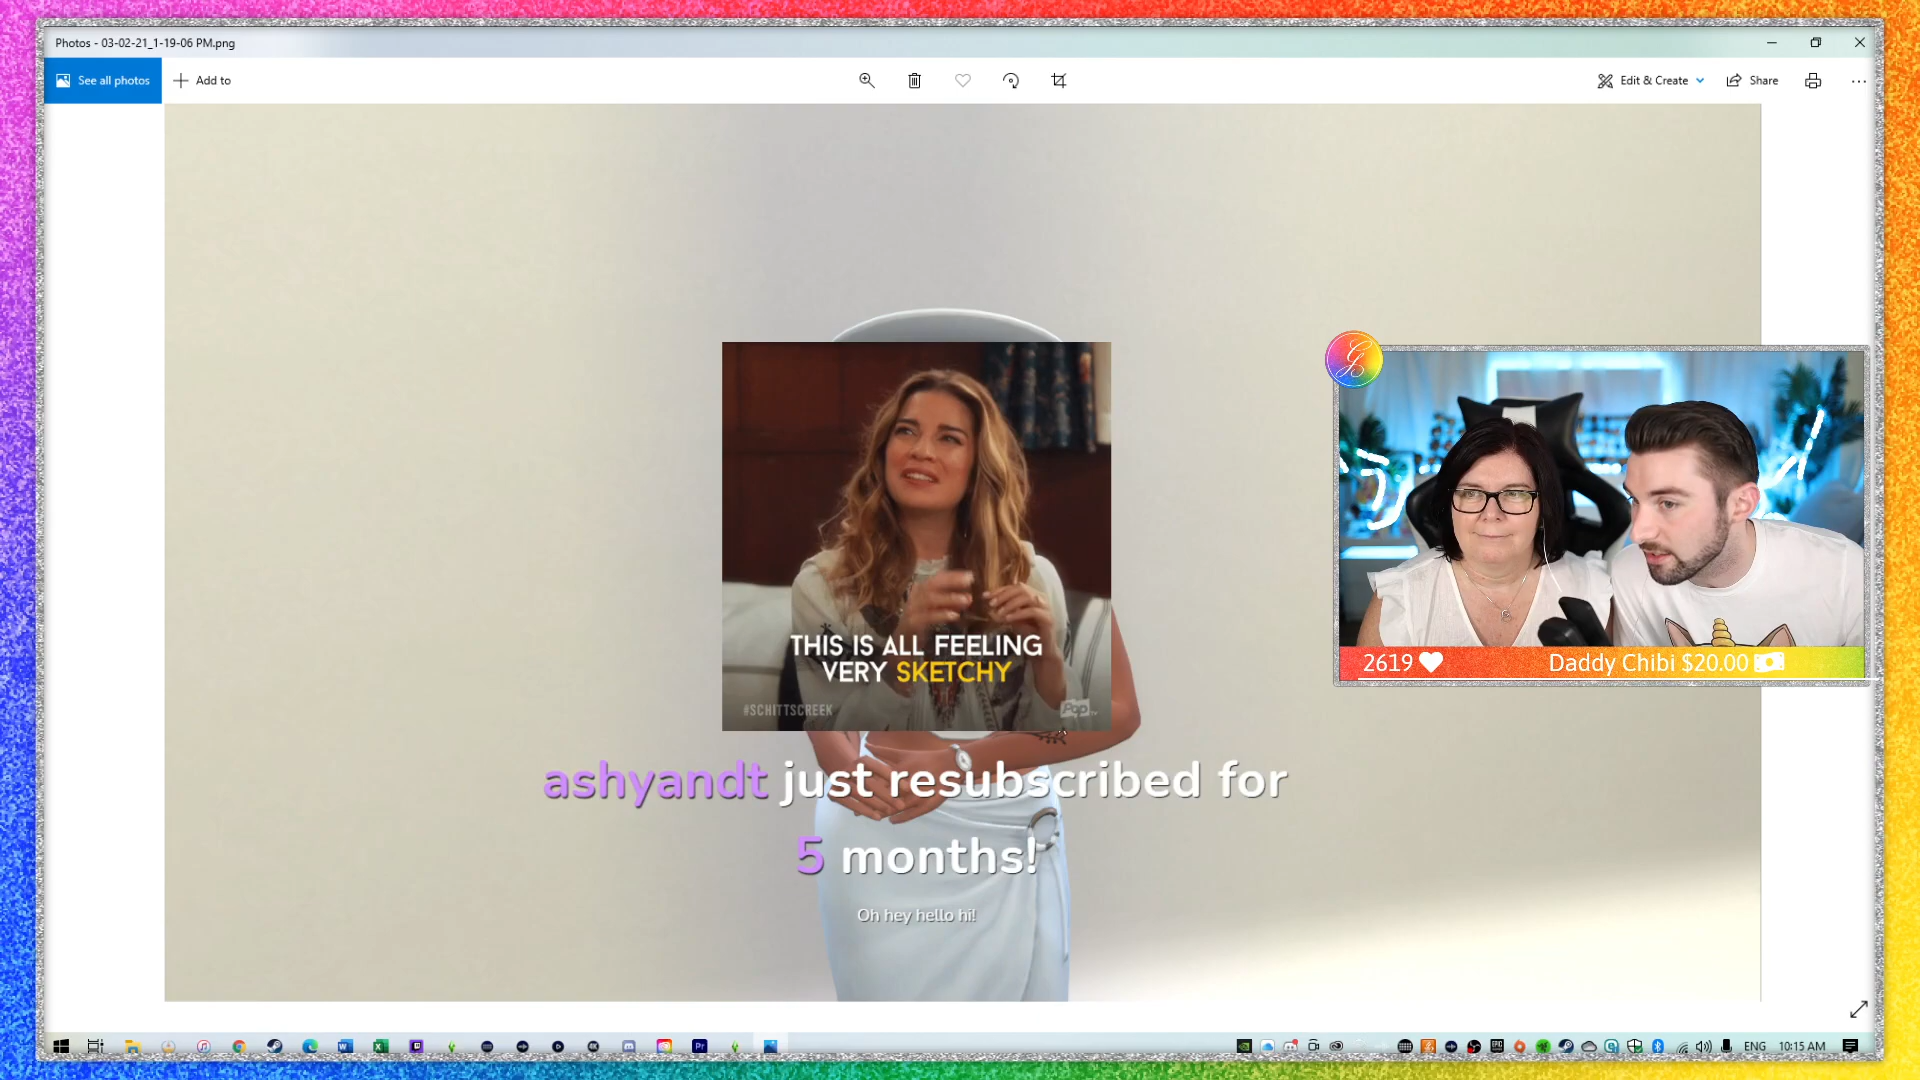 Photos - 03-02-21_1-19-06 PM.png
See all photos
Add to
Edit & Create
Share
THIS IS ALL FEELING
VERY SKETCHY
#SCHITTSCREEK
Pop
ashyandt just resubscribed for
5 months!
Oh hey hello hi!
2619
Daddy Chibi $20.00
ENG
10:15 AM